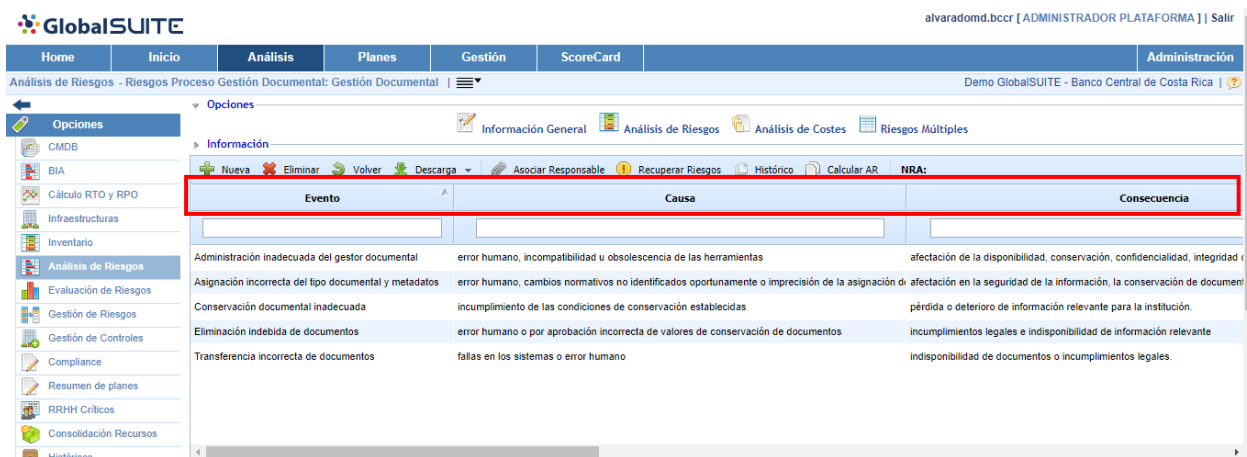 GlobalSUITE
alvaradomd.bccr [ ADMINISTRADOR PLATAFORMA ] | Salir
Home Inicio Análisis Planes Gestión ScoreCard Administración
Análisis de Riesgos - Riesgos Proceso Gestión Documental: Gestión Documental |
Demo GlobalSUITE - Banco Central de Costa Rica | ?
Opciones
CMDB
BIA
Cálculo RTO y RPO
Infraestructuras
Inventario
Análisis de Riesgos
Evaluación de Riesgos
Gestión de Riesgos
Gestión de Controles
Compliance
Resumen de planes
RRHH Críticos
Consolidación Recursos
Históricos
Opciones
Información General Análisis de Riesgos Análisis de Costes Riesgos Múltiples
Información
Nueva Eliminar Volver Descarga Asociar Responsable Recuperar Riesgos Histórico Calcular AR NRA:
Evento Causa Consecuencia
Administración inadecuada del gestor documental error humano, incompatibilidad u obsolescencia de las herramientas afectación de la disponibilidad, conservación, confidencialidad, integridad
Asignación incorrecta del tipo documental y metadatos error humano, cambios normativos no identificados oportunamente o imprecisión de la asignación d afectación en la seguridad de la información, la conservación de document
Conservación documental inadecuada incumplimiento de las condiciones de conservación establecidas pérdida o deterioro de información relevante para la institución.
Eliminación indebida de documentos error humano o por aprobación incorrecta de valores de conservación de documentos incumplimientos legales e indisponibilidad de información relevante
Transferencia incorrecta de documentos fallas en los sistemas o error humano indisponibilidad de documentos o incumplimientos legales.